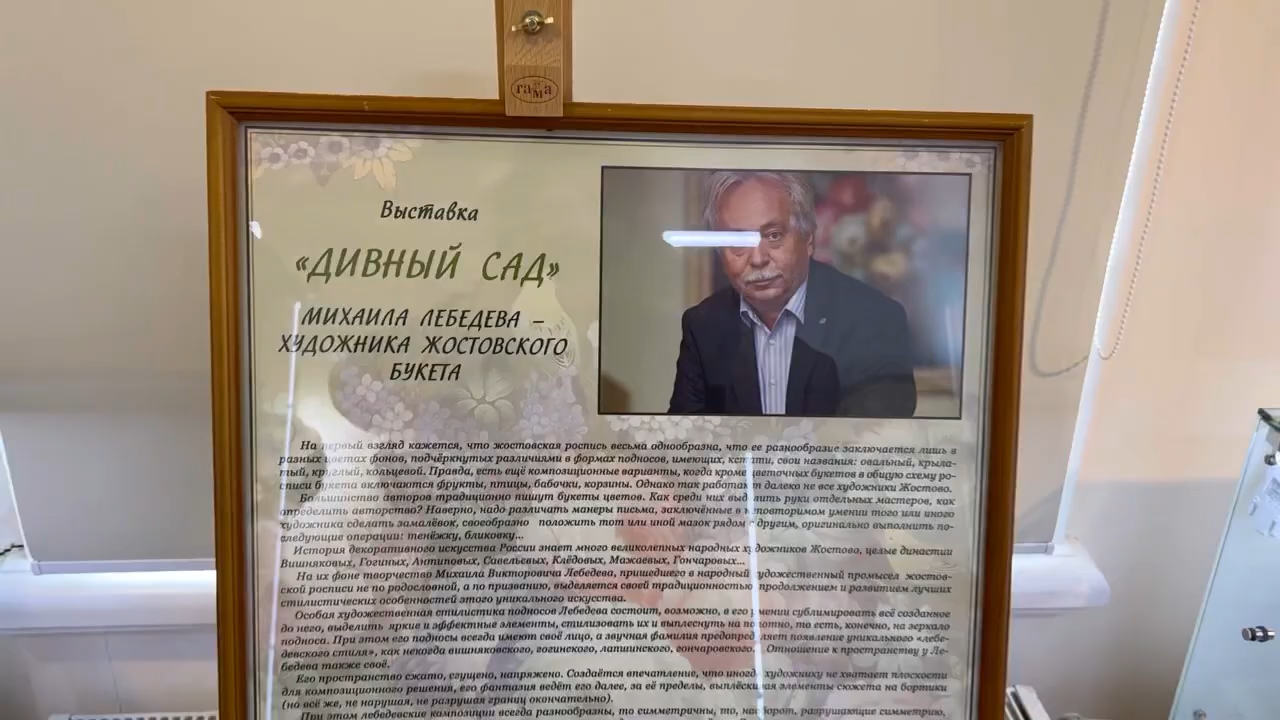 гамма
Выставка
«ДИВНЫЙ САД»
МИХАИЛА ЛЕБЕДЕВА –
ХУДОЖНИКА ЖОСТОВСКОГО
БУКЕТА
На первый взгляд кажется, что жостовская роспись весьма однообразна, что ее разнообразие заключается лишь в
разных цветах фонов, подчёркнутых различиями в формах подносов, имеющих, кстати, свои названия: овальный, крыла-
тый, круглый, кольцевой. Правда, есть ещё композиционные варианты, когда кроме цветочных букетов в общую схему ро-
списи букета включаются фрукты, птицы, бабочки, корзины. Однако так работают далеко не все художники Жостово.
Большинство авторов традиционно пишут букеты цветов. Как среди них выделить руки отдельных мастеров, как
определить авторство? Наверно, надо различать манеры письма, заключённые в неповторимом умении того или иного
художника сделать замалёвок, своеобразно положить тот или иной мазок рядом с другим, оригинально выполнить по-
следующие операции: тенёжку, бликовку...
История декоративного искусства России знает много великолепных народных художников Жостово, целые династии
Вишняковых, Гогиных, Антиповых, Савельевых, Клёдовых, Мажаевых, Гончаровых...
На их фоне творчество Михаила Викторовича Лебедева, пришедшего в народный художественный промысел жостов-
ской росписи не по родословной, а по призванию, выделяется своей традиционностью продолжением и развитием лучших
стилистических особенностей этого уникального искусства.
Особая художественная стилистика подносов Лебедева состоит, возможно, в его умении сублимировать всё созданное
до него, выделить яркие и эффектные элементы, стилизовать их и выплеснуть на полотно, то есть, конечно, на зеркало
подноса. При этом его подносы всегда имеют своё лицо, а звучная фамилия предопределяет появление уникального «лебе-
девского стиля», как некогда вишняковского, гогинского, лапшинского, гончаровского. Отношение к пространству у Ле-
бедева также своё.
Его пространство сжато, сгущено, напряжено. Создаётся впечатление, что иногда художнику не хватает плоскости
для композиционного решения, его фантазия ведёт его далее, за её пределы, выплёскивая элементы сюжета на бортики
(но всё же, не нарушая, не разрушая границ окончательно).
При этом лебедевские композиции всегда разнообразны, то симметричны, то, наоборот, разрушающие симметрию,